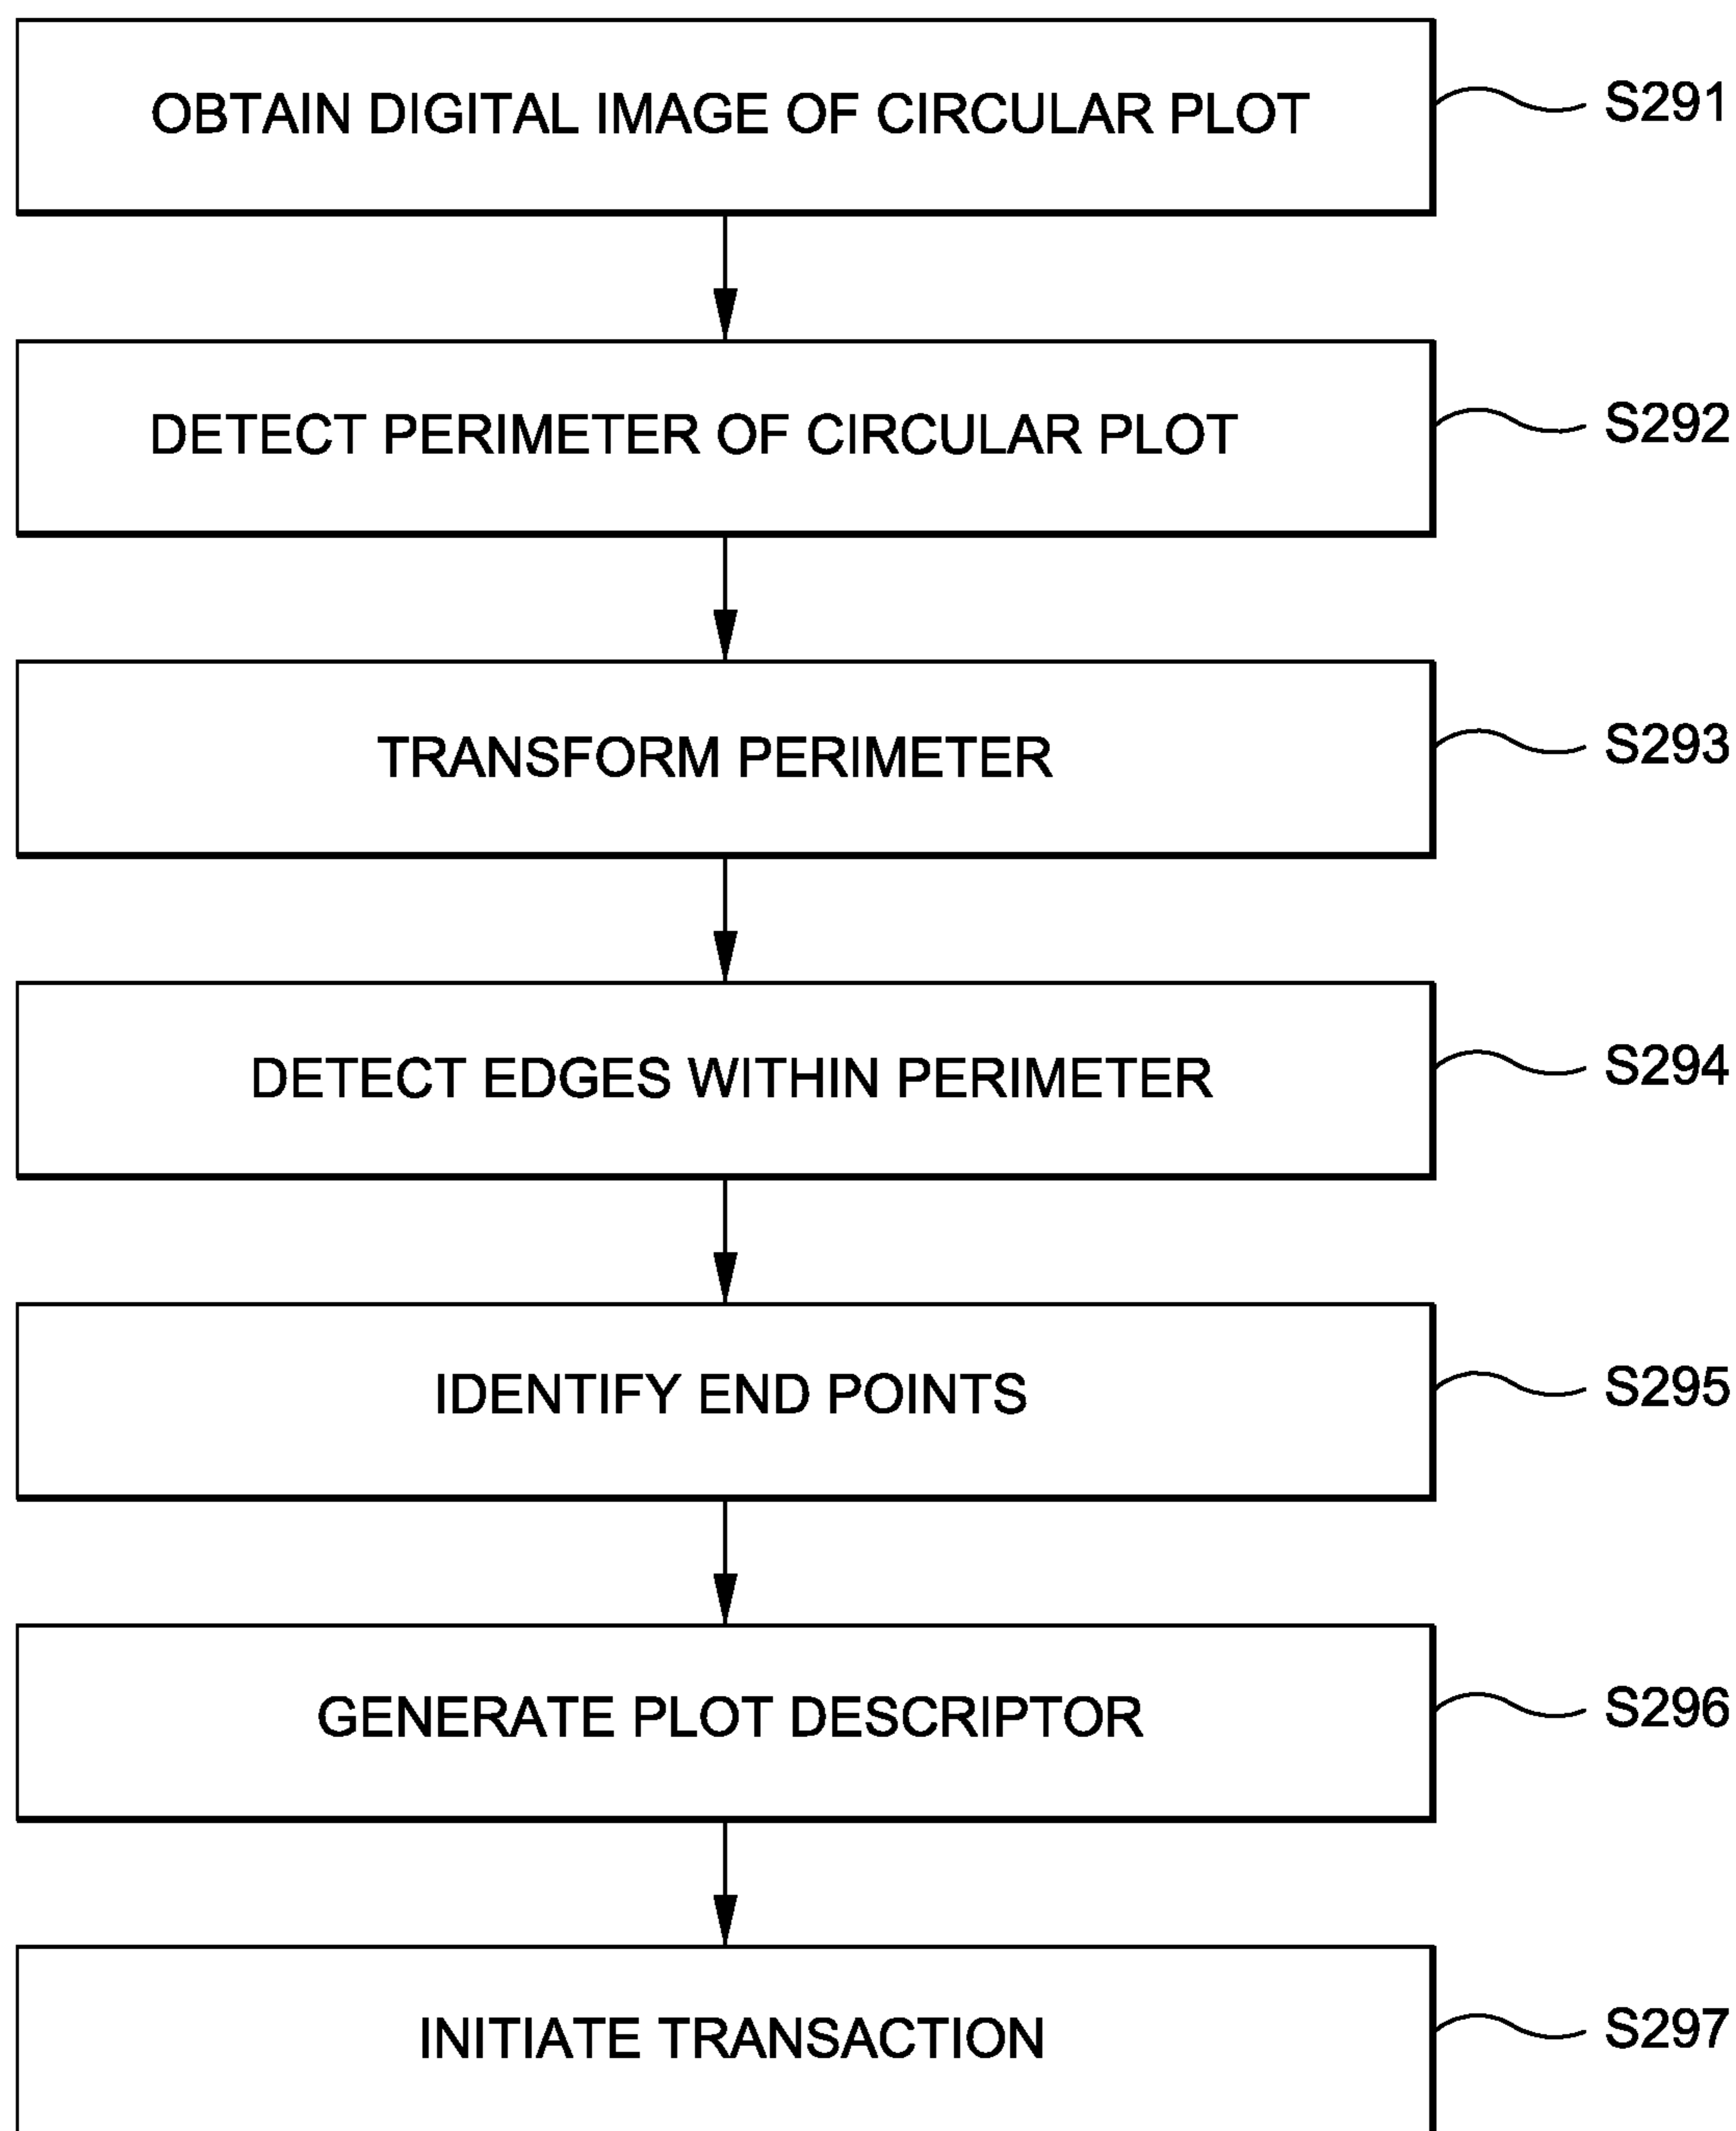 OBTAIN DIGITAL IMAGE OF CIRCULAR PLOT
S291
DETECT PERIMETER OF CIRCULAR PLOT
S292
TRANSFORM PERIMETER
S293
DETECT EDGES WITHIN PERIMETER
S294
IDENTIFY END POINTS
S295
GENERATE PLOT DESCRIPTOR
S296
INITIATE TRANSACTION
S297